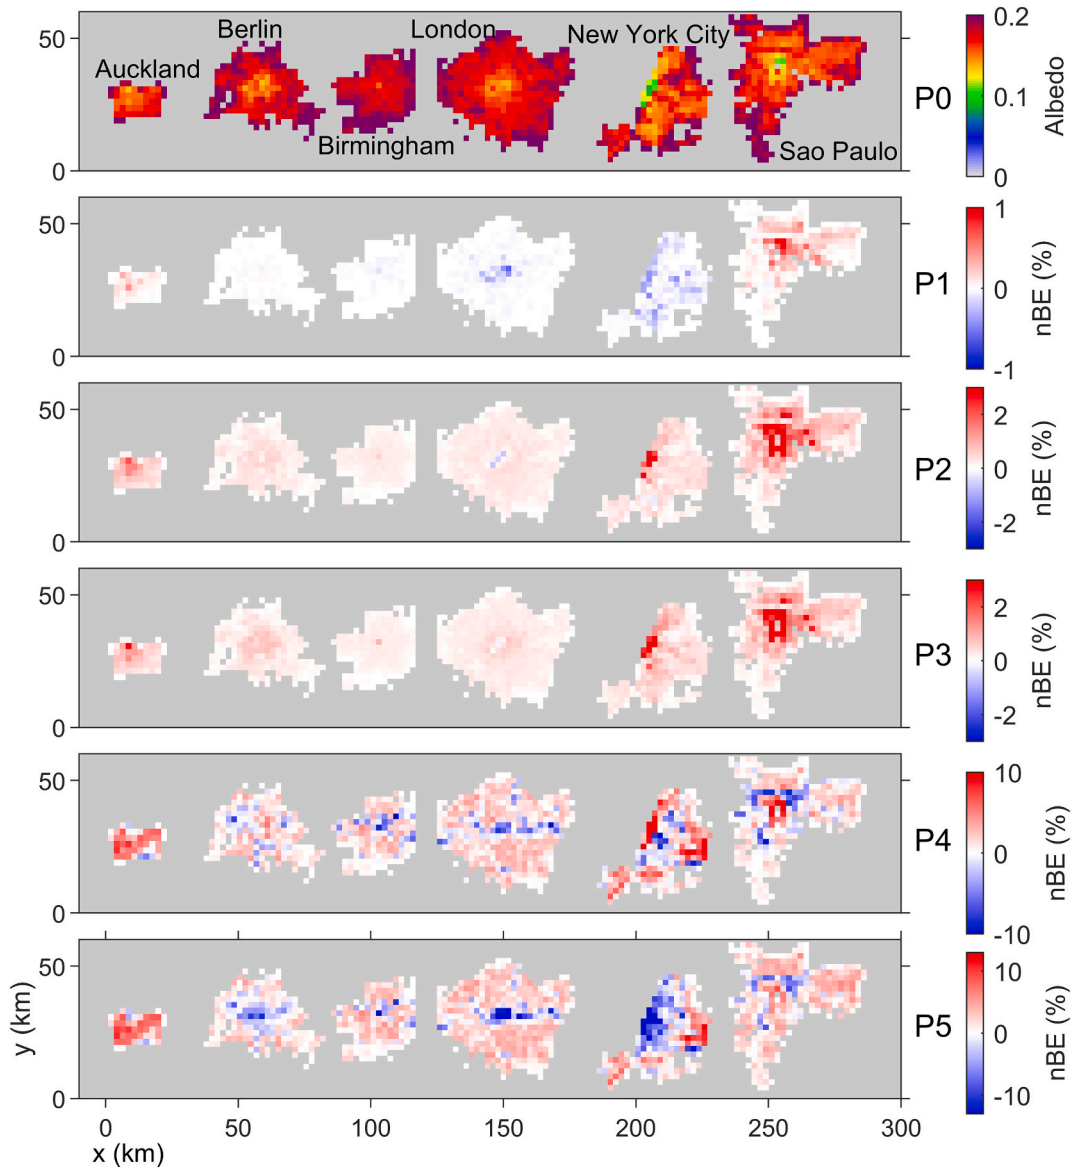 50
0
Auckland
Berlin
Birmingham
London
New York City
Sao Paulo
P0
0.2
0.1
0
Albedo
50
0
P1
1
0
-1
nBE (%)
50
0
P2
2
0
-2
nBE (%)
50
0
P3
2
0
-2
nBE (%)
50
0
P4
10
0
-10
nBE (%)
50
0
P5
10
0
-10
nBE (%)
y (km)
0 50 100 150 200 250 300
x (km)